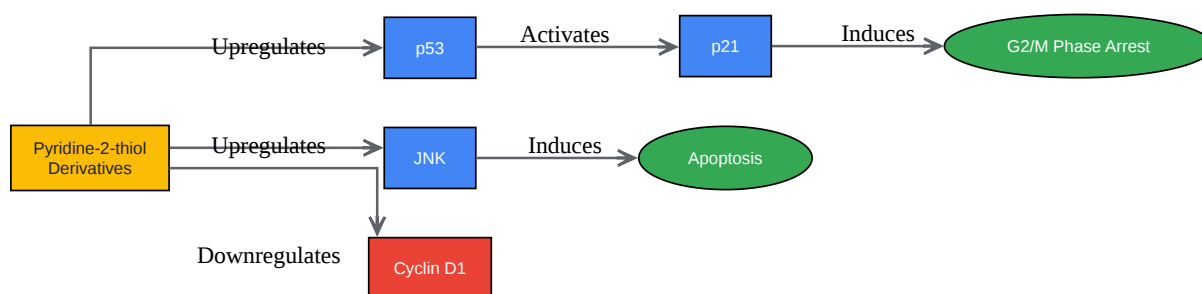 Upregulates
p53
Activates
p21
Induces
G2/M Phase Arrest
Pyridine-2-thiol
Derivatives
Upregulates
JNK
Induces
Apoptosis
Downregulates
Cyclin D1